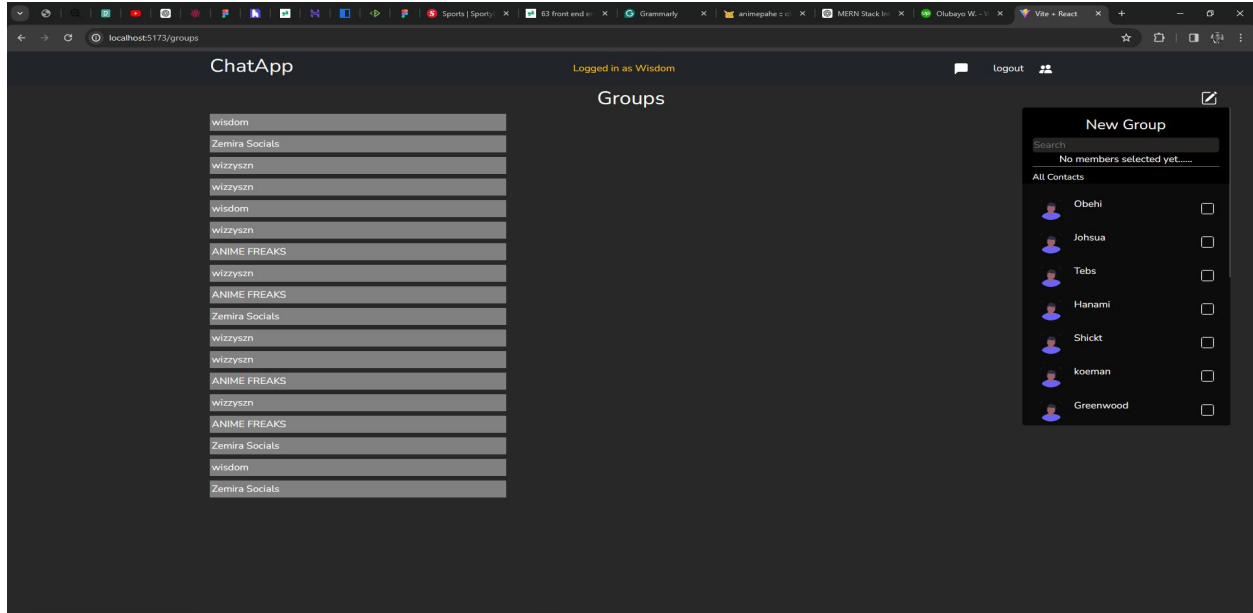 Sports | Sporty
63 front end e
Grammarly
animepahe :: o
MERN Stack In
Olubayo W. -
Vite + React
localhost:5173/groups
ChatApp
Logged in as Wisdom
logout
Groups
wisdom
Zemira Socials
wizzyszn
wizzyszn
wisdom
wizzyszn
ANIME FREAKS
wizzyszn
ANIME FREAKS
Zemira Socials
wizzyszn
wizzyszn
ANIME FREAKS
wizzyszn
ANIME FREAKS
Zemira Socials
wisdom
Zemira Socials
New Group
Search
No members selected yet......
All Contacts
Obehi
Johsua
Tebs
Hanami
Shickt
koeman
Greenwood